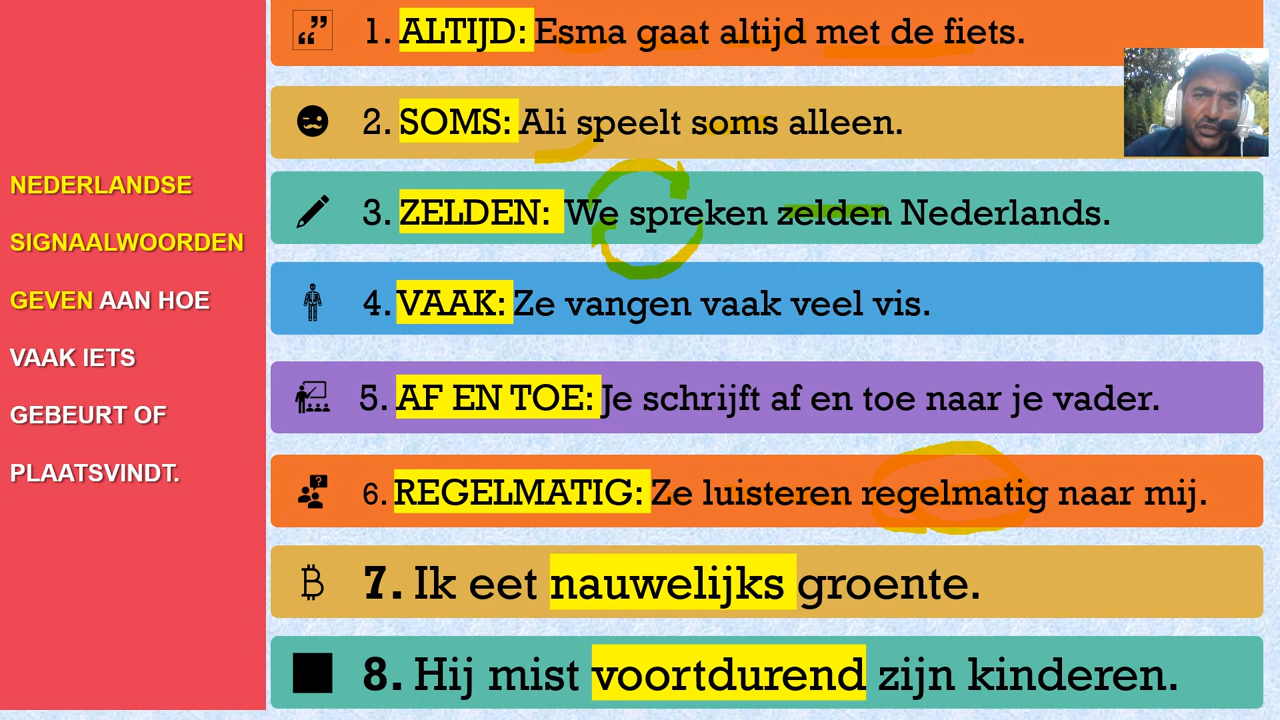 NEDERLANDSE
SIGNAALWOORDEN
GEVEN AAN HOE
VAAK IETS
GEBEURT OF
PLAATSVINDT.
1. ALTIJD: Esma gaat altijd met de fiets.
2. SOMS: Ali speelt soms alleen.
3. ZELDEN: We spreken zelden Nederlands.
4. VAAK: Ze vangen vaak veel vis.
5. AF EN TOE: Je schrijft af en toe naar je vader.
6. REGELMATIG: Ze luisteren regelmatig naar mij.
7. Ik eet nauwelijks groente.
8. Hij mist voortdurend zijn kinderen.